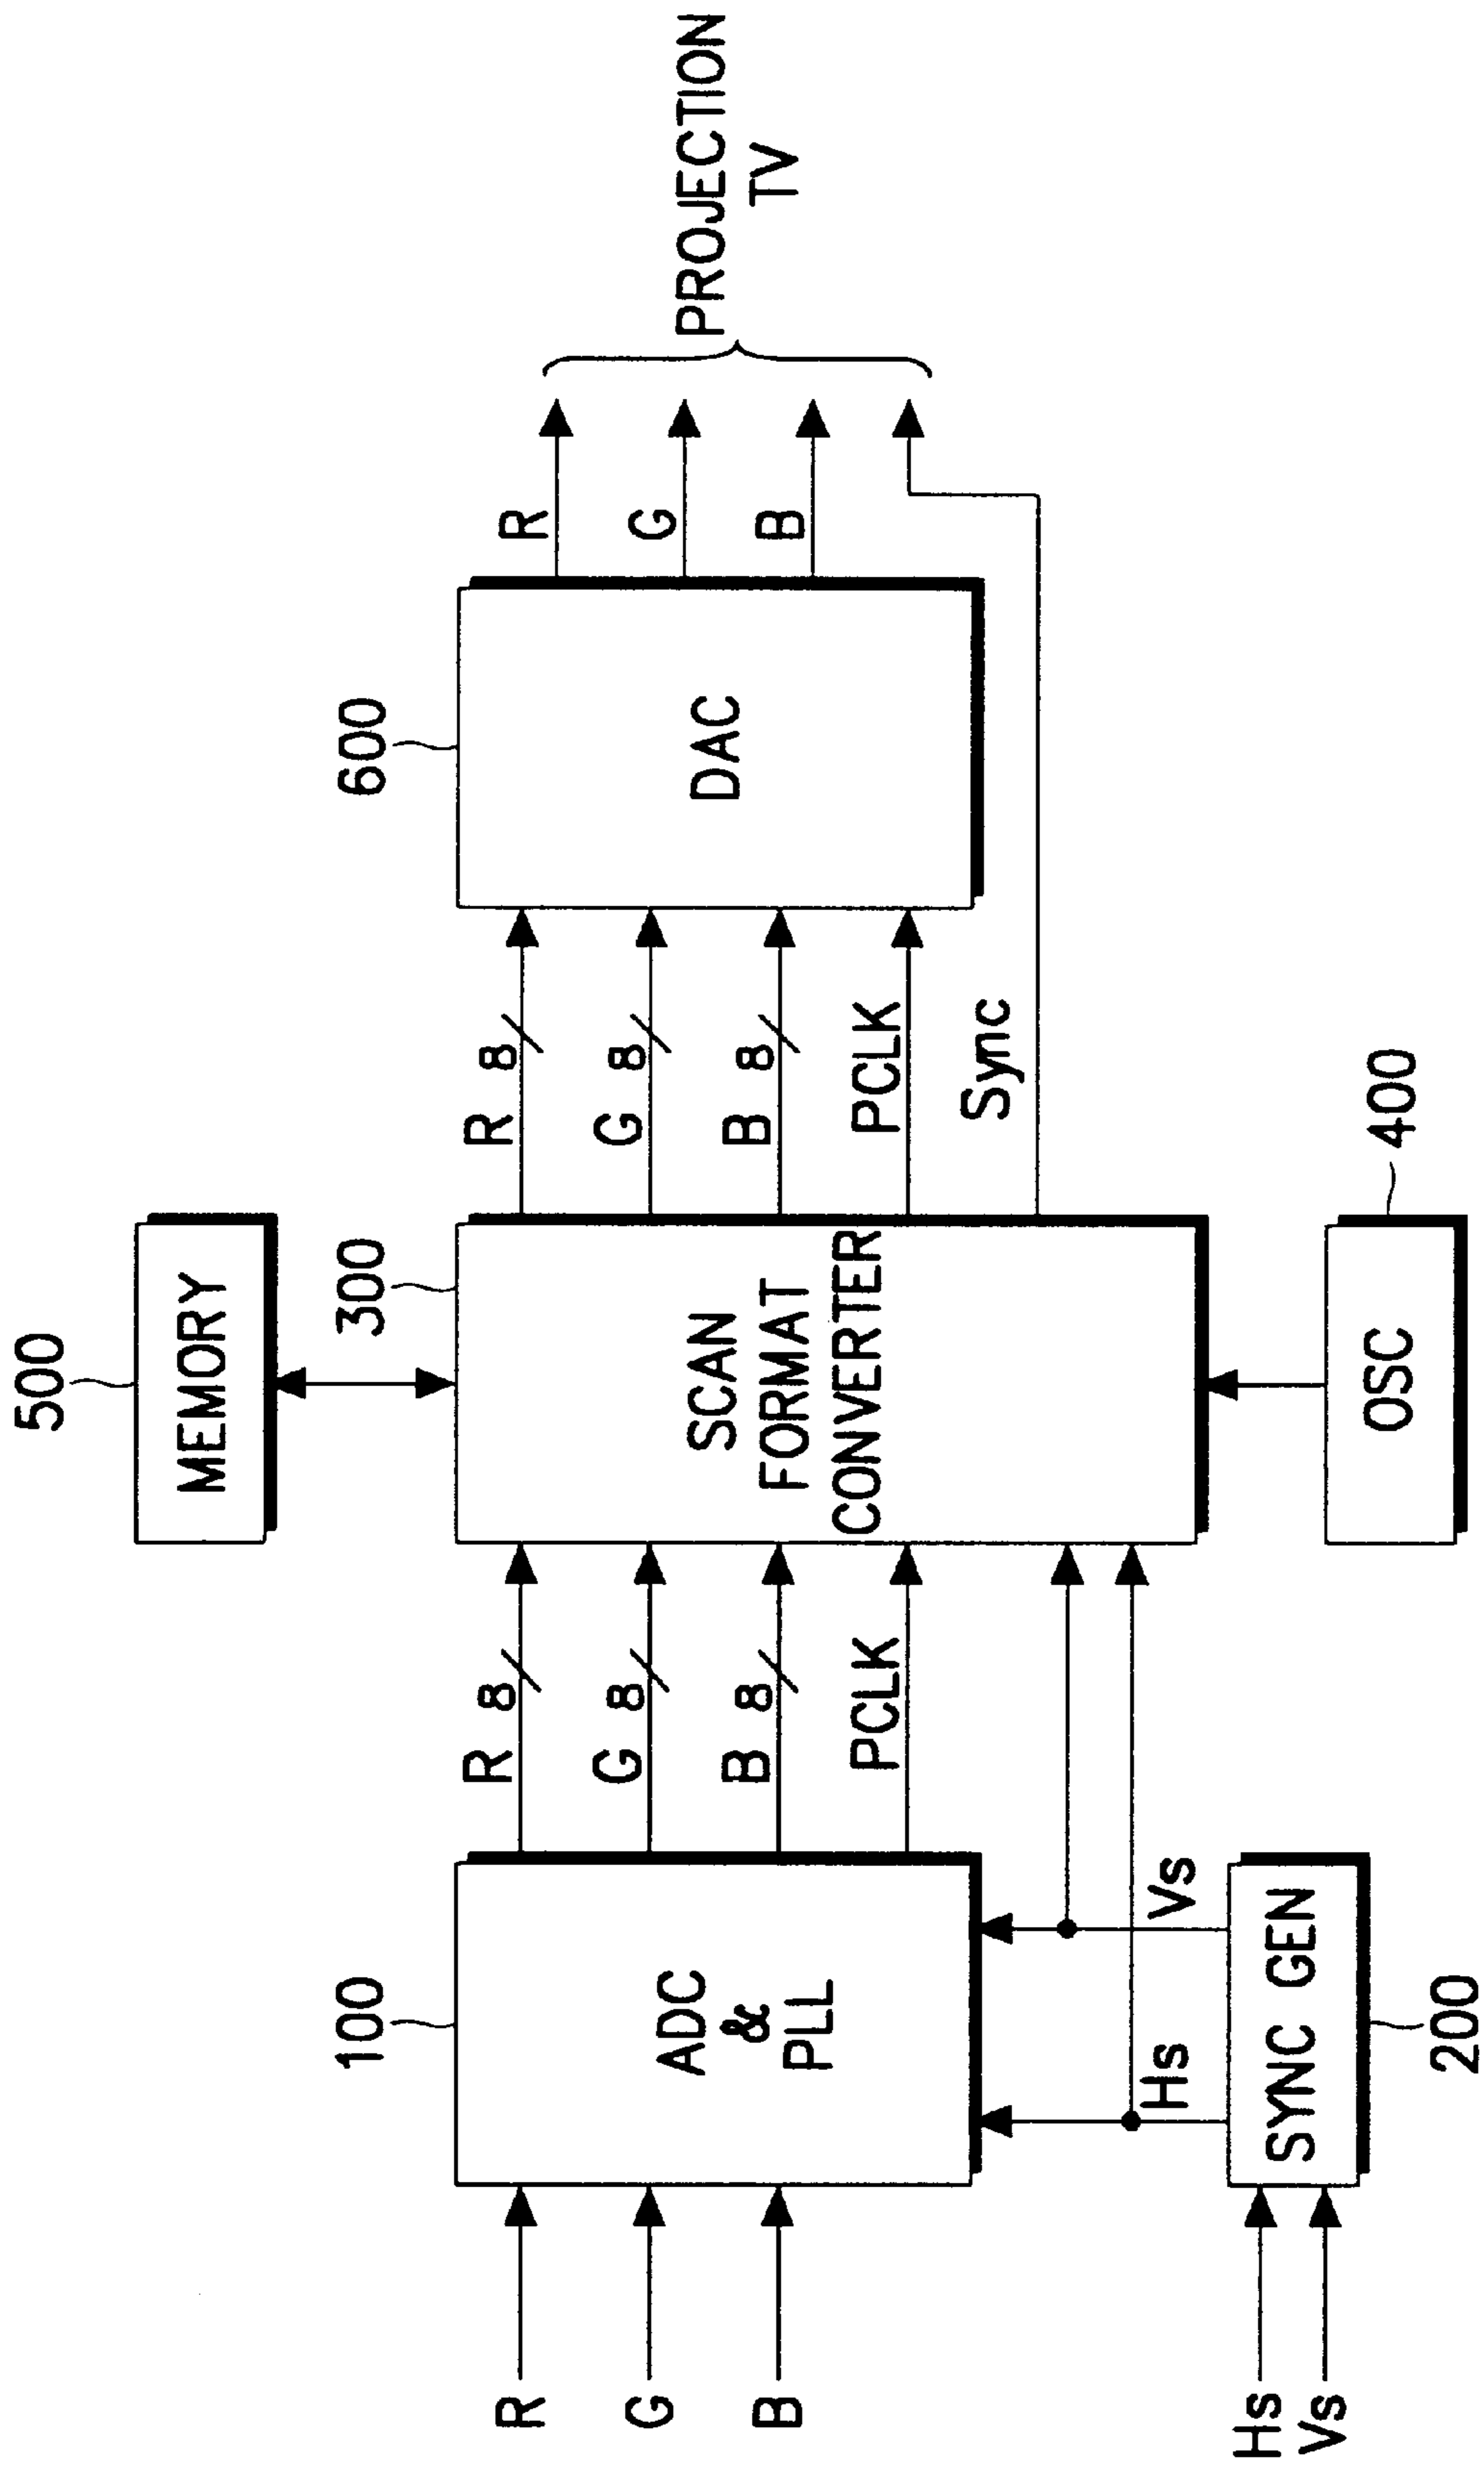 500
MEMORY
100
300
600
R
R
8
R
8
R
G
G
8
G
8
G
B
B
8
B
8
B
ADC
&
PLL
SCAN
FORMAT
CONVERTER
DAC
PROJECTION
TV
PCLK
PCLK
Sync
Hs
Vs
Hs
Vs
SYNC GEN
200
OSC
400